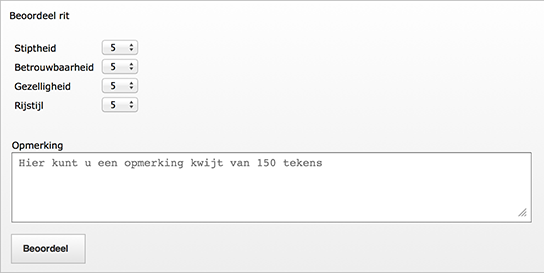 Beoordeel rit
Stiptheid 5
Betrouwbaarheid 5
Gezelligheid 5
Rijstijl 5
Opmerking
Hier kunt u een opmerking kwijt van 150 tekens
Beoordeel